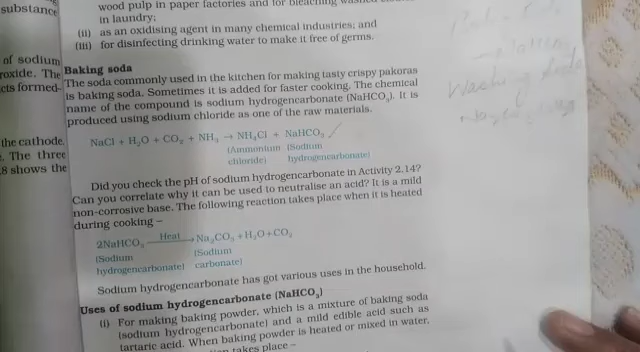 substance
of sodium
roxide. The
cts formed-
the cathode.
. The three
8 shows the
wood pulp in paper factories and for bleaching washed
in laundry;
(ii) as an oxidising agent in many chemical industries; and
(iii) for disinfecting drinking water to make it free of germs.
Baking soda
The soda commonly used in the kitchen for making tasty crispy pakoras
is baking soda. Sometimes it is added for faster cooking. The chemical
name of the compound is sodium hydrogencarbonate (NaHCO₃). It is
produced using sodium chloride as one of the raw materials.
NaCl + H₂O + CO₂ + NH₃ → NH₄Cl + NaHCO₃
(Ammonium (Sodium
chloride) hydrogencarbonate)
Did you check the pH of sodium hydrogencarbonate in Activity 2.14?
Can you correlate why it can be used to neutralise an acid? It is a mild
non-corrosive base. The following reaction takes place when it is heated
during cooking –
2NaHCO₃ Heat → Na₂CO₃ + H₂O + CO₂
(Sodium (Sodium
hydrogencarbonate) carbonate)
Sodium hydrogencarbonate has got various uses in the household.
Uses of sodium hydrogencarbonate (NaHCO₃)
(i) For making baking powder, which is a mixture of baking soda
(sodium hydrogencarbonate) and a mild edible acid such as
tartaric acid. When baking powder is heated or mixed in water,
takes place –
Washing